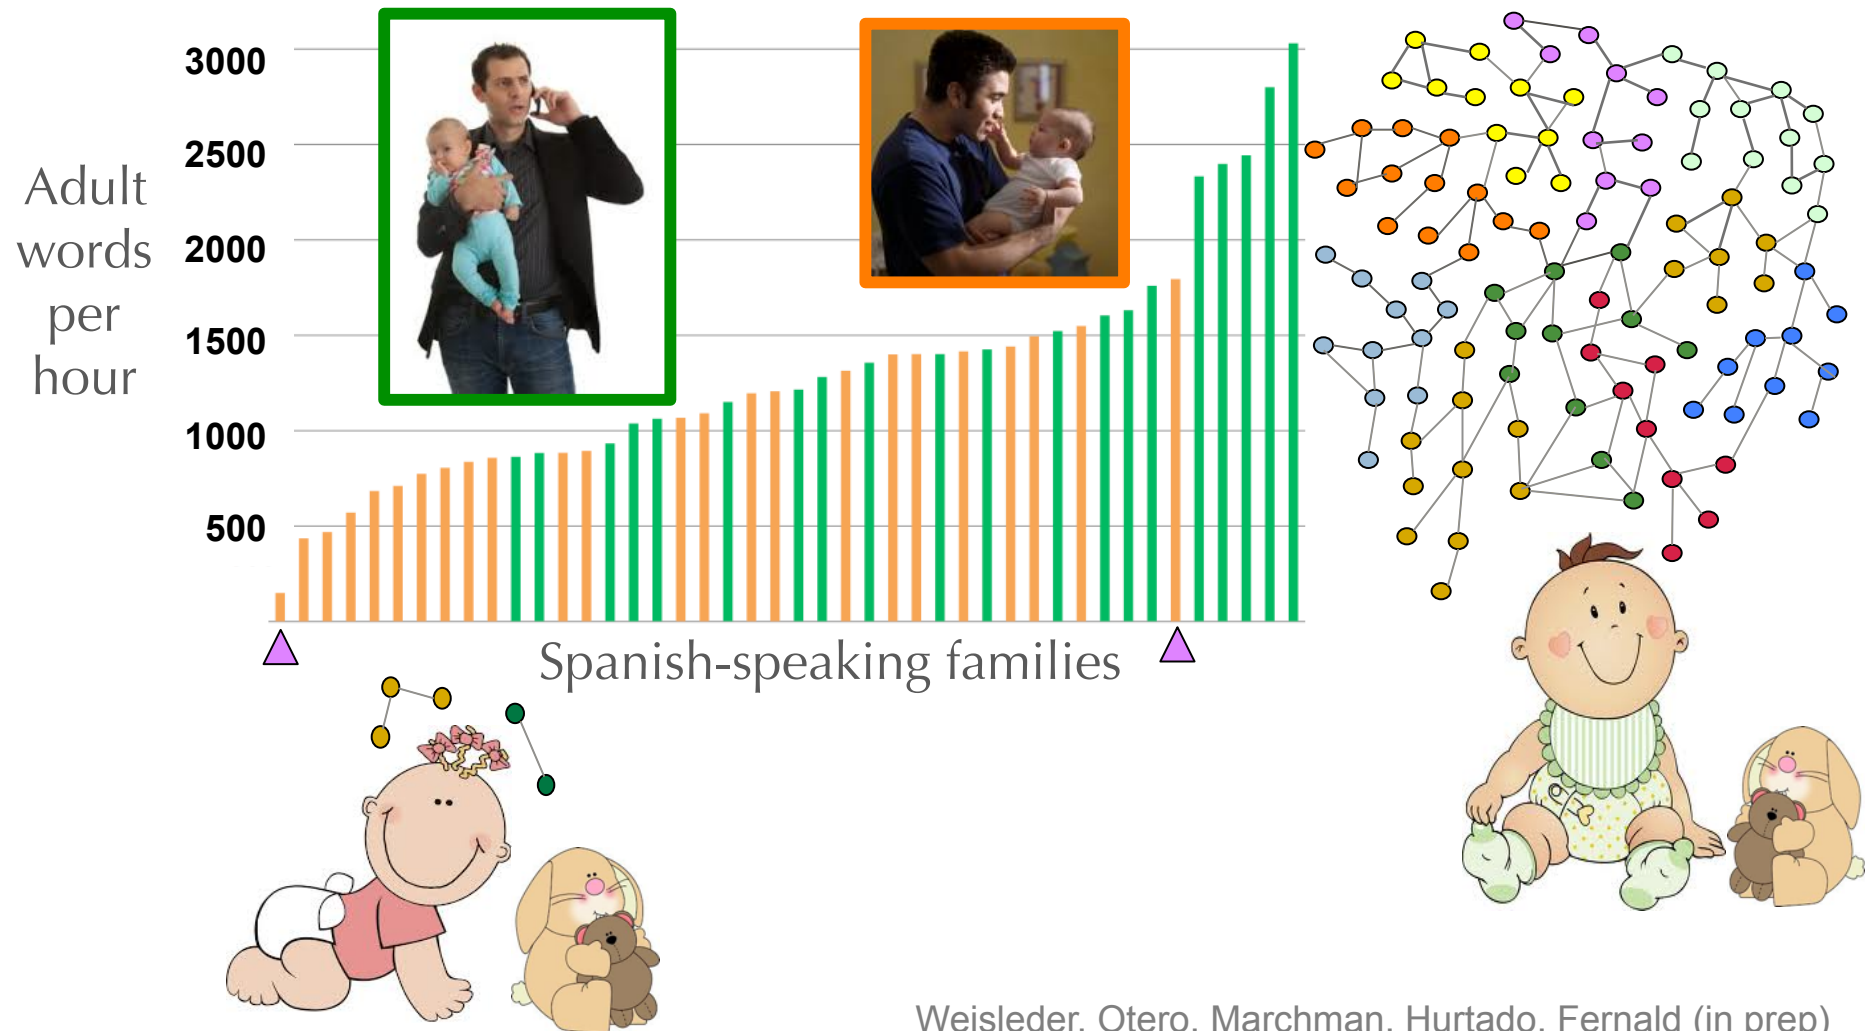 Adult
words
per
hour
3000
2500
2000
1500
1000
500
Spanish-speaking families
Weisleder, Otero, Marchman, Hurtado, Fernald (in prep)